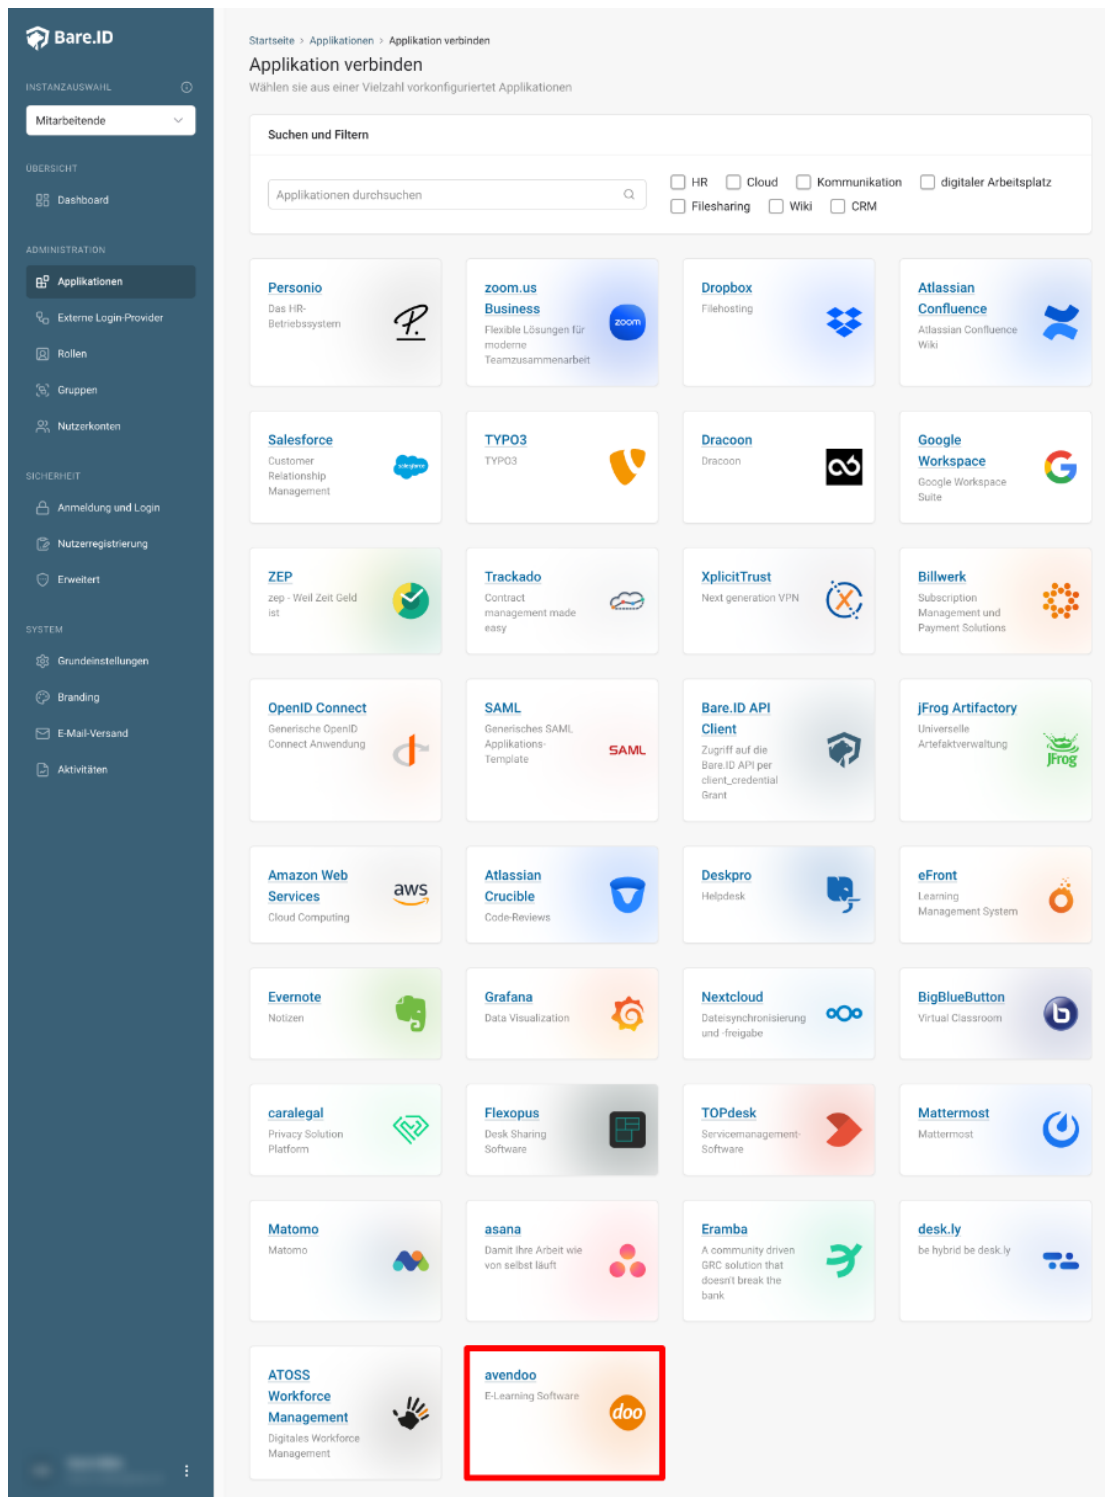 Bare.ID
INSTANZAUSWAHL
Mitarbeitende
ÜBERSICHT
Dashboard
ADMINISTRATION
Applikationen
Externe Login-Provider
Rollen
Gruppen
Nutzerkonten
SICHERHEIT
Anmeldung und Login
Nutzerregistrierung
Erweitert
SYSTEM
Grundeinstellungen
Branding
E-Mail-Versand
Aktivitäten
Startseite > Applikationen > Applikation verbinden
Applikation verbinden
Wählen sie aus einer Vielzahl vorkonfiguriertet Applikationen
Suchen und Filtern
Applikationen durchsuchen
HR Cloud Kommunikation digitaler Arbeitsplatz
Filesharing Wiki CRM
Personio
Das HR-
Betriebssystem
P.
zoom.us
Business
Flexible Lösungen für
moderne
Teamzusammenarbeit
zoom
Dropbox
Filehosting
Atlassian
Confluence
Atlassian Confluence
Wiki
Salesforce
Customer
Relationship
Management
salesforce
TYPO3
TYPO3
Dracoon
Dracoon
Google
Workspace
Google Workspace
Suite
G
ZEP
zep - Weil Zeit Geld
ist
Trackado
Contract
management made
easy
XplicitTrust
Next generation VPN
X
Billwerk
Subscription
Management und
Payment Solutions
OpenID Connect
Generische OpenID
Connect Anwendung
SAML
Generisches SAML
Applikations-
Template
SAML
Bare.ID API
Client
Zugriff auf die
Bare.ID API per
client_credential
Grant
jFrog Artifactory
Universelle
Artefaktverwaltung
JFrog
Amazon Web
Services
Cloud Computing
aws
Atlassian
Crucible
Code-Reviews
Deskpro
Helpdesk
eFront
Learning
Management System
Evernote
Notizen
Grafana
Data Visualization
Nextcloud
Dateisynchronisierung
und -freigabe
BigBlueButton
Virtual Classroom
b
caralegal
Privacy Solution
Platform
Flexopus
Desk Sharing
Software
TOPdesk
Servicemanagement-
Software
Mattermost
Mattermost
Matomo
Matomo
asana
Damit Ihre Arbeit wie
von selbst läuft
Eramba
A community driven
GRC solution that
doesn't break the
bank
desk.ly
be hybrid be desk.ly
ATOSS
Workforce
Management
Digitales Workforce
Management
avendoo
E-Learning Software
doo